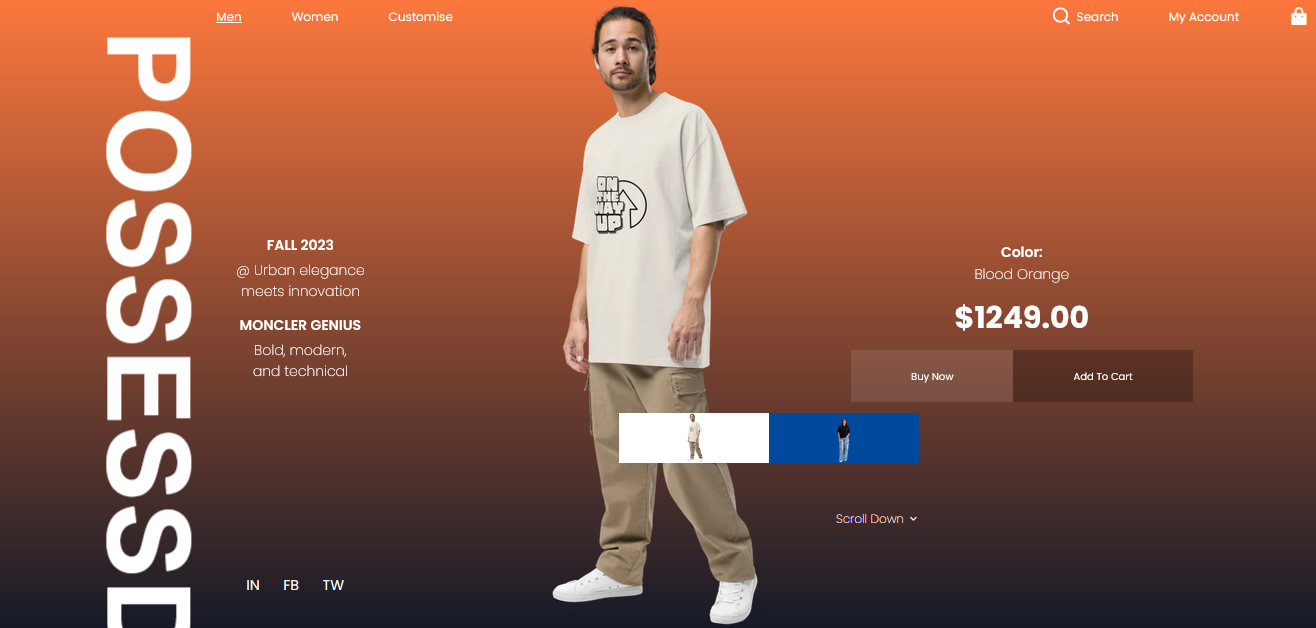 Men Women Customise Search My Account
POSSESSD
ON
THE
WAY
UP
FALL 2023
@ Urban elegance
meets innovation
MONCLER GENIUS
Bold, modern,
and technical
Color:
Blood Orange
$1249.00
Buy Now Add To Cart
Scroll Down
IN FB TW